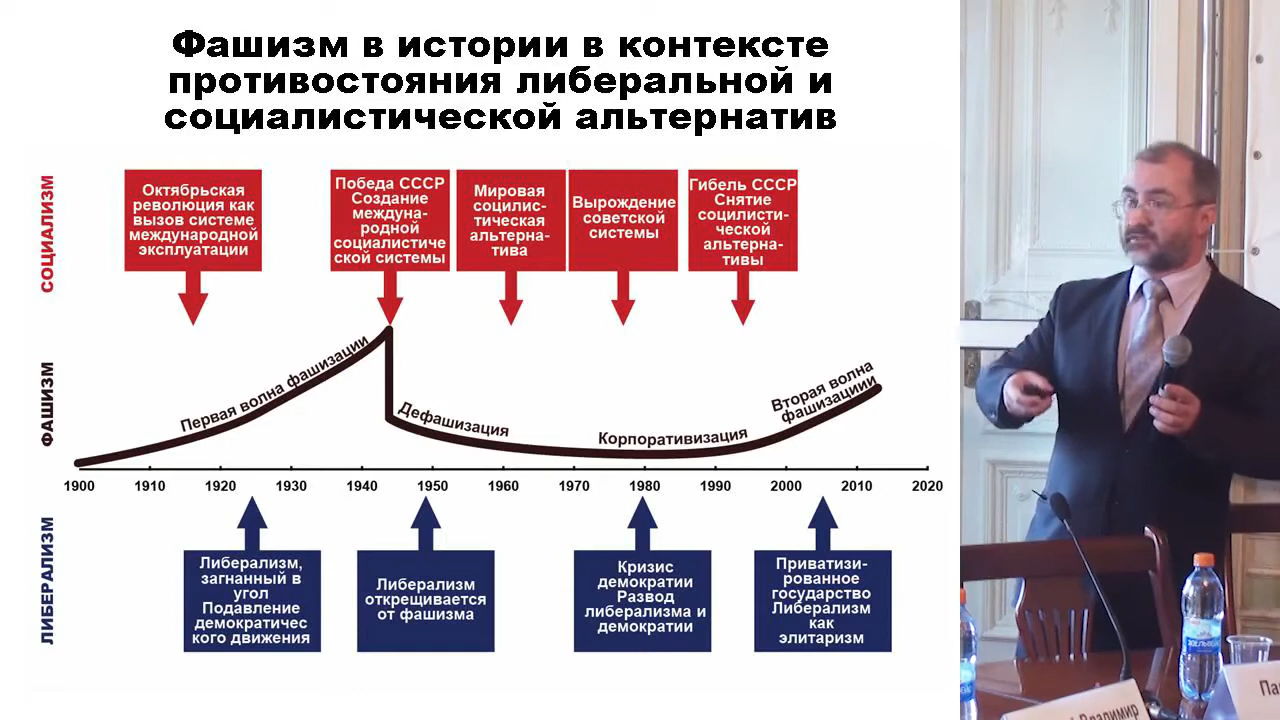 Фашизм в истории в контексте
противостояния либеральной и
социалистической альтернатив
СОЦИАЛИЗМ
Октябрьская
революция как
вызов системе
международной
эксплуатации
Победа СССР
Создание
междуна-
родной
социалистиче
ской системы
Мировая
социлис-
тическая
альтерна-
тива
Вырождение
советской
системы
Гибель СССР
Снятие
социлисти-
ческой
альтерна-
тивы
ФАШИЗМ
Первая волна фашизации
Дефашизация
Корпоративизация
Вторая волна
фашизациии
1900 1910 1920 1930 1940 1950 1960 1970 1980 1990 2000 2010 2020
ЛИБЕРАЛИЗМ
Либерализм,
загнанный в
угол
Подавление
демократичес
кого движения
Либерализм
открещивается
от фашизма
Кризис
демократии
Развод
либерализма и
демократии
Приватизи-
рованное
государство
Либерализм
как
элитаризм
Владимир